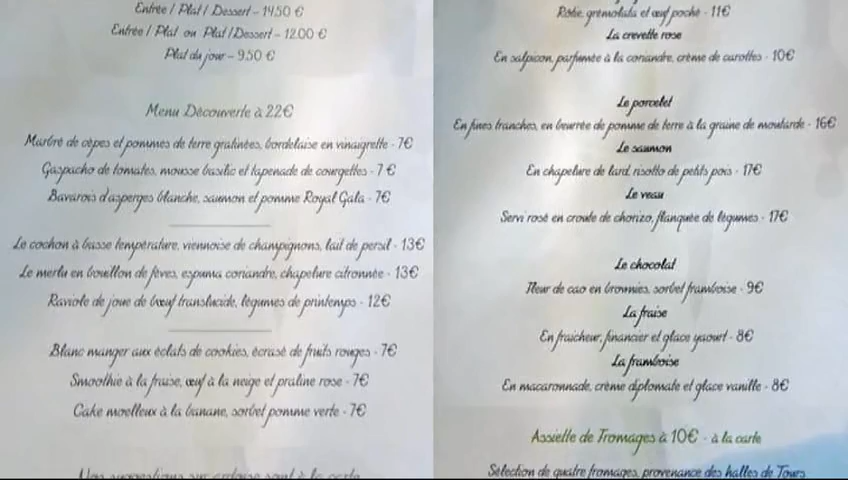 Entrée / Plat / Dessert - 14.50 €
Entrée / Plat ou Plat /Dessert - 12.00 €
Plat du jour - 9.50 €
Menu Découverte à 22€
Marbré de cèpes et pommes de terre gratinées, bordelaise en vinaigrette - 7€
Gaspacho de tomates, mousse basilic et tapenade de courgettes - 7 €
Bavarois d'asperges blanche, saumon et pomme Royal Gala - 7€
Le cochon à basse température, viennoise de champignons, lait de persil - 13€
Le merlu en bouillon de fèves, espuma coriandre, chapelure citronnée - 13€
Raviole de joue de bœuf translucide, légumes de printemps - 12€
Blanc manger aux éclats de cookies, écrasé de fruits rouges - 7€
Smoothie à la fraise, œuf à la neige et praline rose - 7€
Cake moelleux à la banane, sorbet pomme verte - 7€
Nos suggestions sur ardoise sont à la carte
Rôtie, grémolata et œuf poché - 11€
La crevette rose
En salpicon, parfumée à la coriandre, crème de carottes - 10€
Le porcelet
En fines tranches, en beurrée de pomme de terre à la graine de moutarde - 16€
Le saumon
En chapelure de lard, risotto de petits pois - 17€
Le veau
Servi rosé en croute de chorizo, flanquée de légumes - 17€
Le chocolat
Fleur de cao en brownies, sorbet framboise - 9€
La fraise
En fraicheur, financier et glace yaourt - 8€
La framboise
En macaronnade, crème diplomate et glace vanille - 8€
Assiette de Fromages à 10€ - à la carte
Sélection de quatre fromages, provenance des halles de Tours